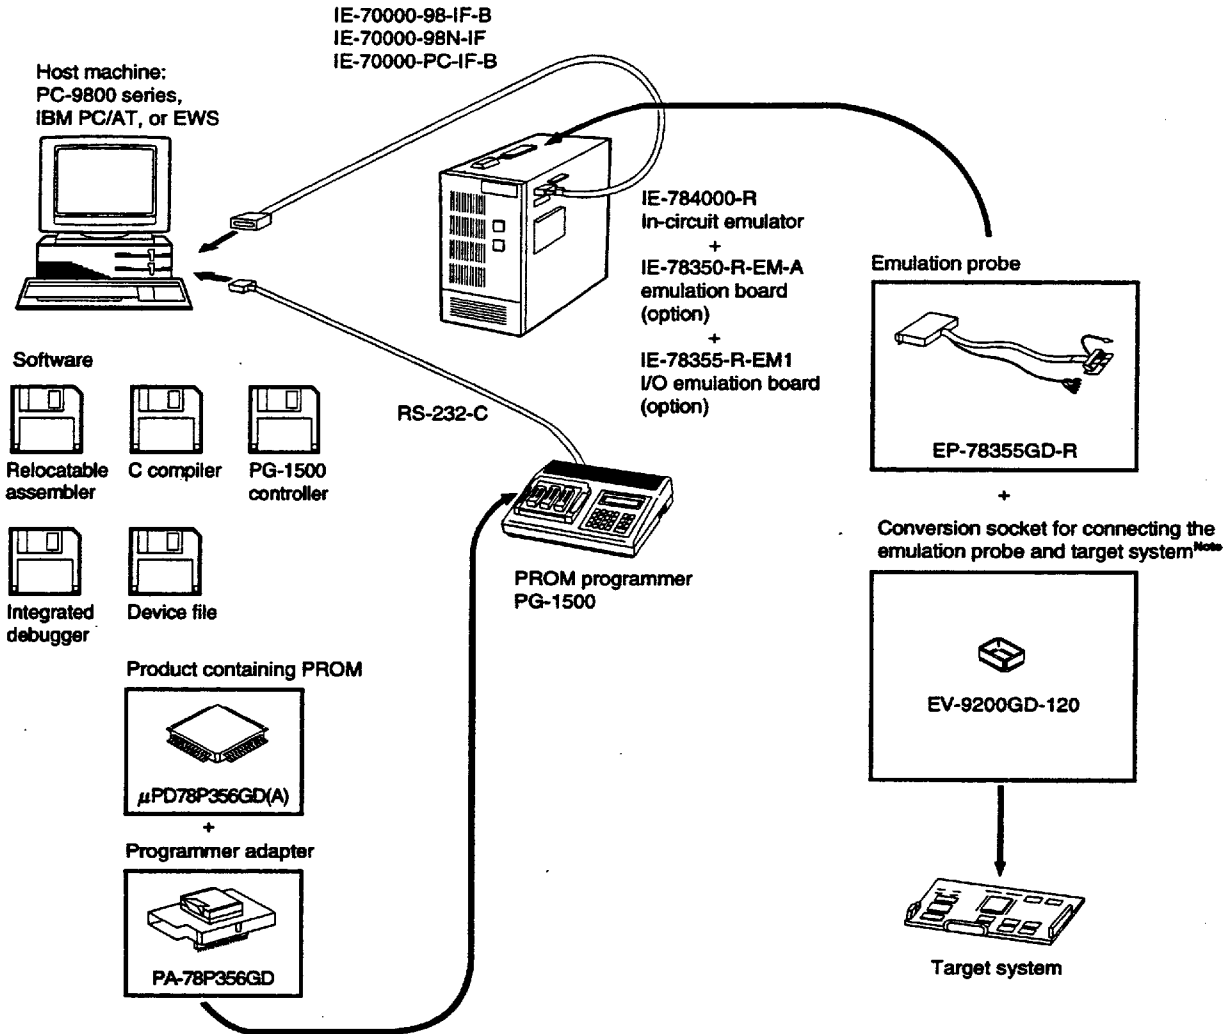 IE-70000-98-IF-B
IE-70000-98N-IF
IE-70000-PC-IF-B
Host machine:
PC-9800 series,
IBM PC/AT, or EWS
IE-784000-R
In-circuit emulator
+
IE-78350-R-EM-A
emulation board
(option)
+
IE-78355-R-EM1
I/O emulation board
(option)
Emulation probe
EP-78355GD-R
+
Conversion socket for connecting the
emulation probe and target systemNote
EV-9200GD-120
Target system
Software
Relocatable
assembler
C compiler
PG-1500
controller
Integrated
debugger
Device file
RS-232-C
PROM programmer
PG-1500
Product containing PROM
μPD78P356GD(A)
+
Programmer adapter
PA-78P356GD